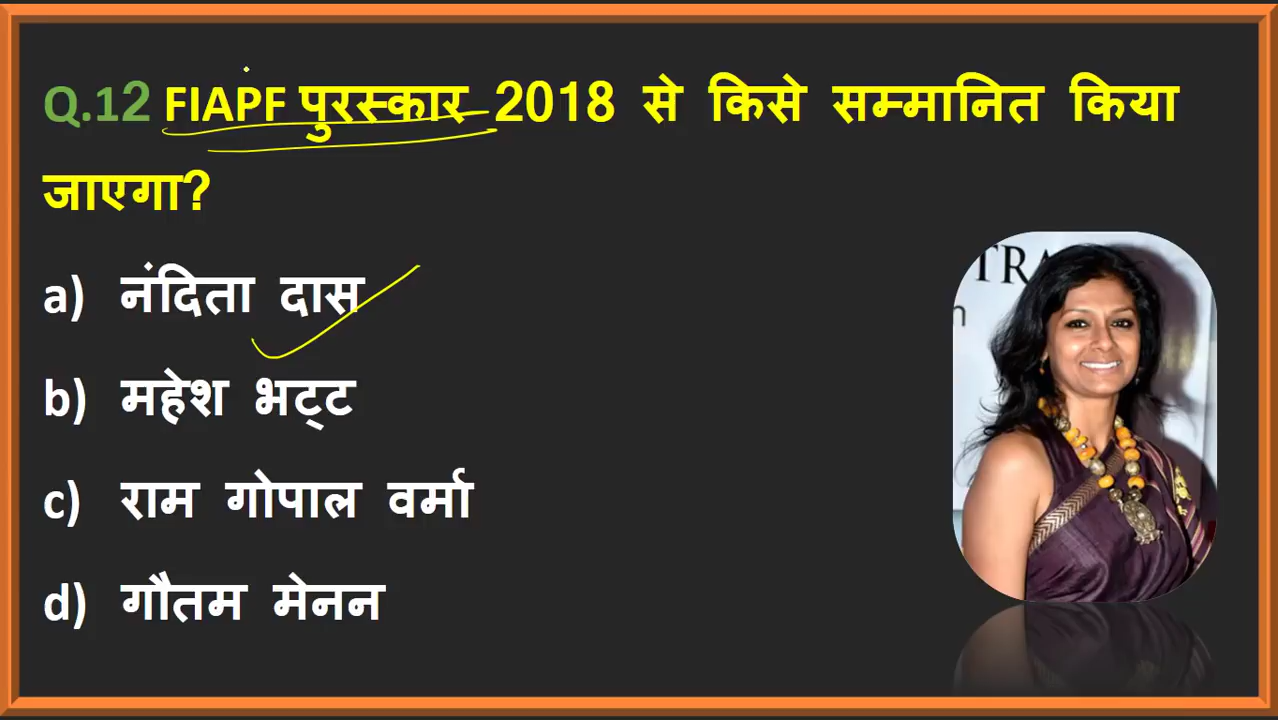 Q.12 FIAPF पुरस्कार 2018 से किसे सम्मानित किया
जाएगा?
a) नंदिता दास
b) महेश भट्ट
c) राम गोपाल वर्मा
d) गौतम मेनन